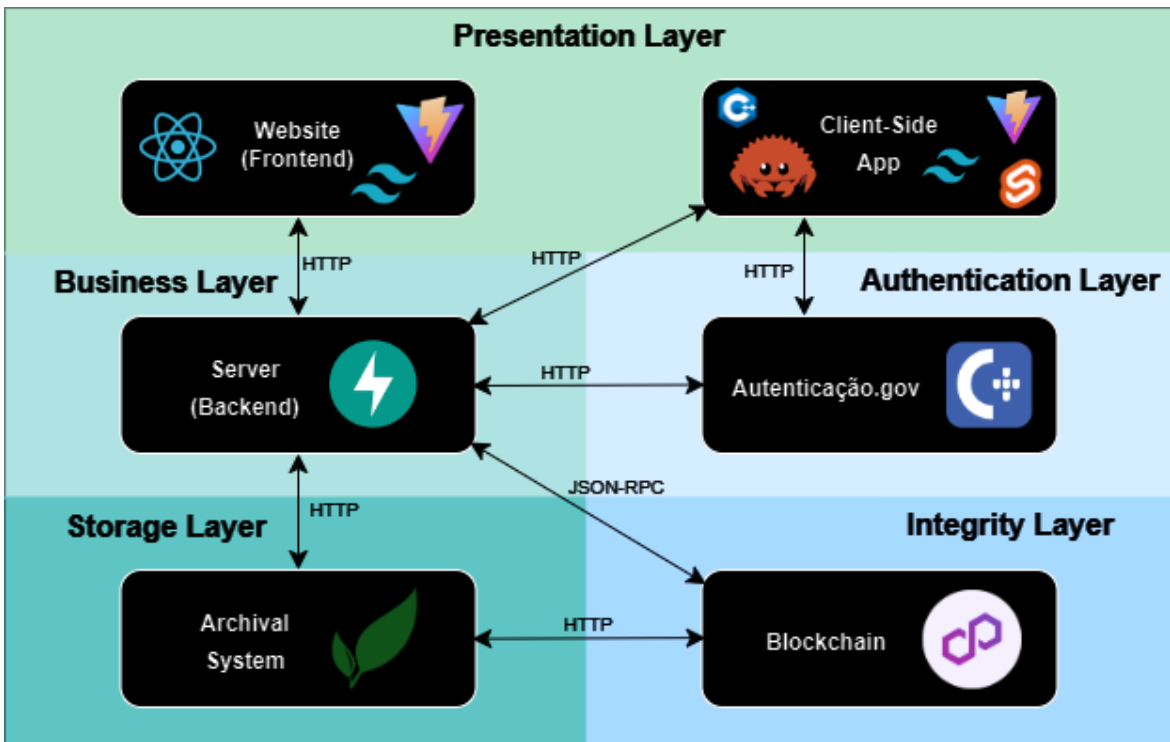 Presentation Layer
Website
(Frontend)
C++
Client-Side
App
HTTP
HTTP
HTTP
Business Layer
Authentication Layer
Server
(Backend)
HTTP
Autenticação.gov
HTTP
JSON-RPC
Storage Layer
Integrity Layer
Archival
System
HTTP
Blockchain